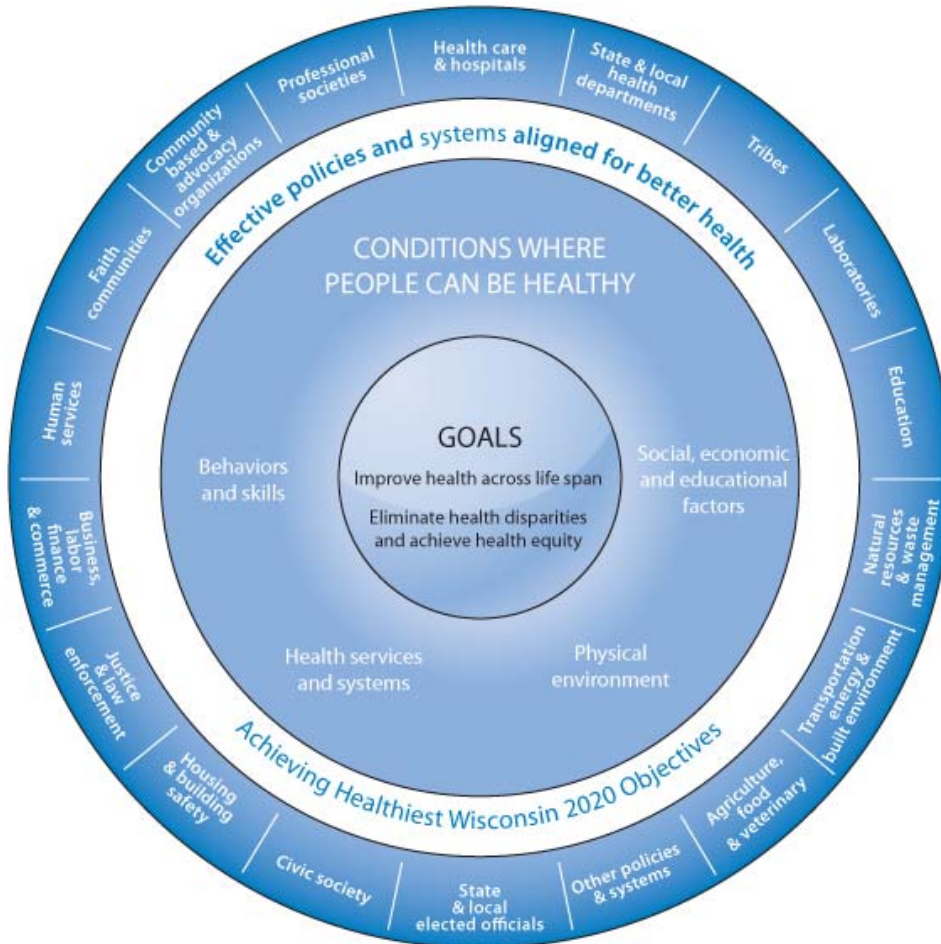 Health care
& hospitals
State & local
health
departments
Tribes
Laboratories
Education
Natural
resources
& waste
management
Transportation
energy &
built environment
Agriculture,
food
& veterinary
Other policies
& systems
State
& local
elected officials
Civic society
Housing
& building
safety
Justice
& law
enforcement
Business,
labor
finance
& commerce
Human
services
Faith
communities
Community
based &
advocacy
organizations
Professional
societies
Effective policies and systems aligned for better health
CONDITIONS WHERE
PEOPLE CAN BE HEALTHY
GOALS
Improve health across life span
Eliminate health disparities
and achieve health equity
Behaviors
and skills
Social, economic
and educational
factors
Health services
and systems
Physical
environment
Achieving Healthiest Wisconsin 2020 Objectives